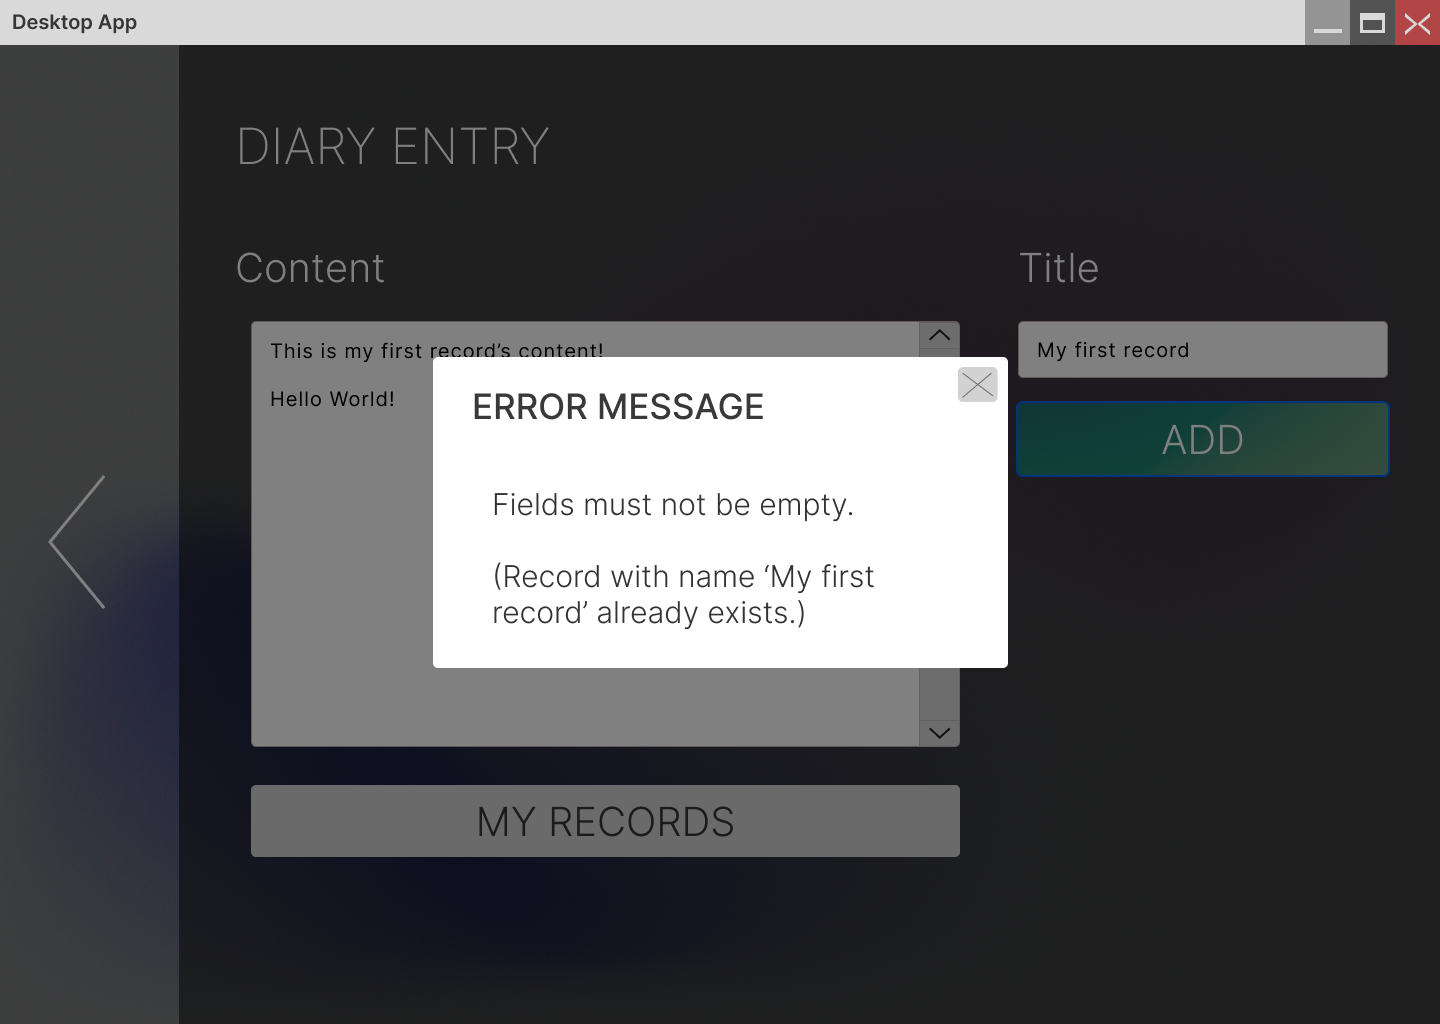 Desktop App
DIARY ENTRY
Content
Title
This is my first record’s content!
Hello World!
My first record
ADD
ERROR MESSAGE
Fields must not be empty.
(Record with name ‘My first
record’ already exists.)
MY RECORDS